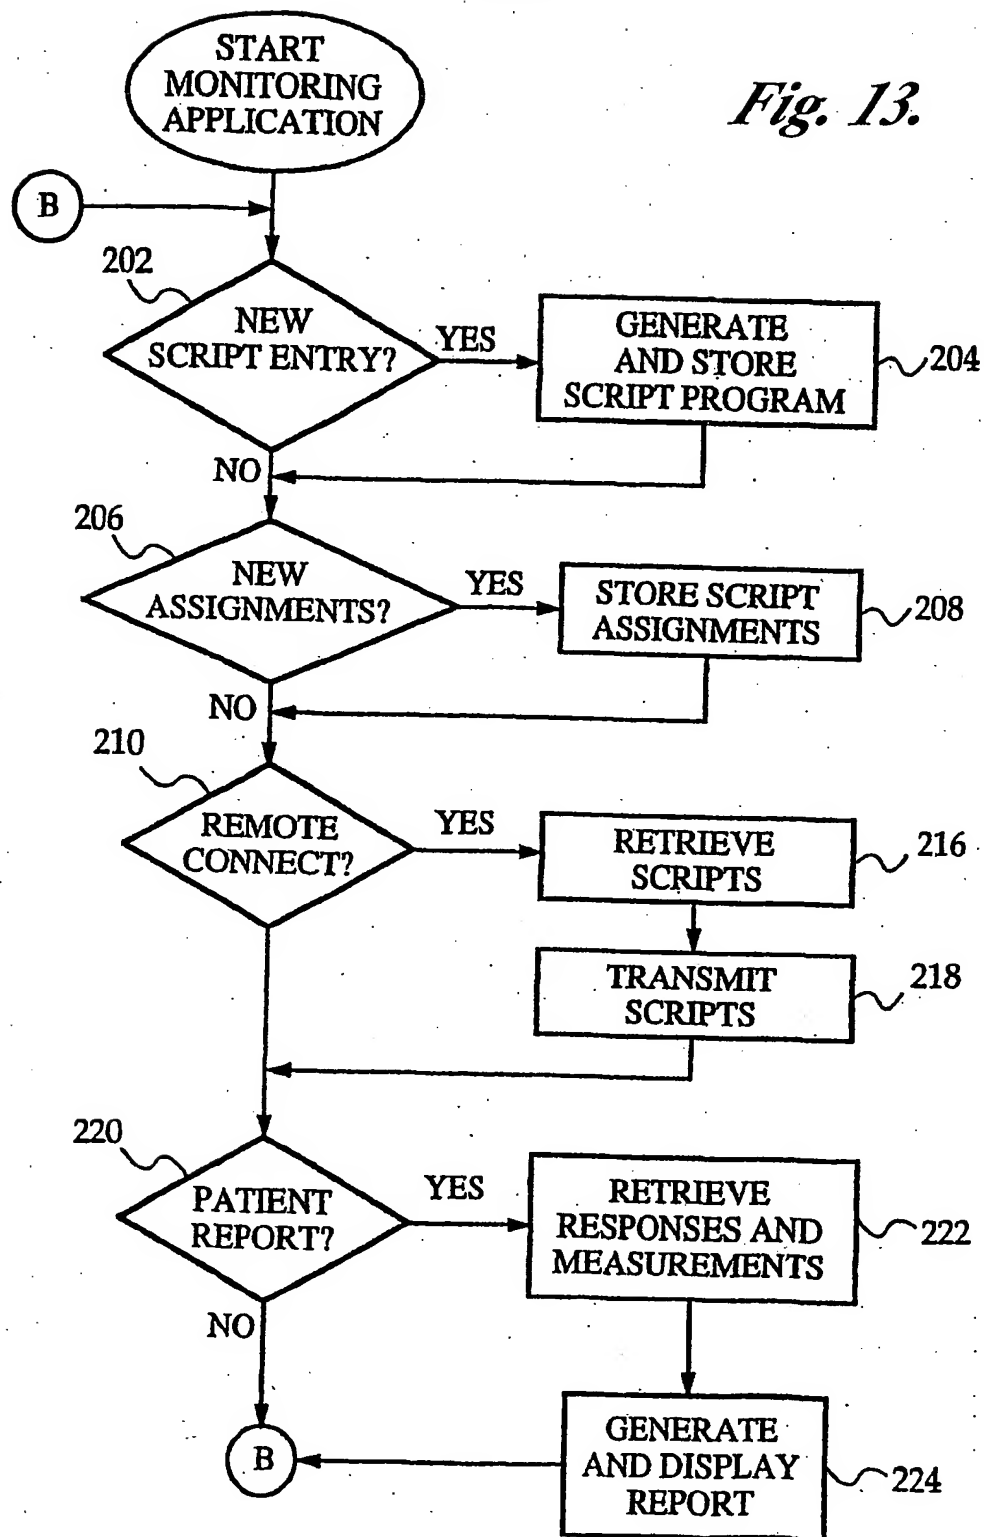 START
MONITORING
APPLICATION
Fig. 13.
B
202
NEW
SCRIPT ENTRY?
YES
GENERATE
AND STORE
SCRIPT PROGRAM
204
NO
206
NEW
ASSIGNMENTS?
YES
STORE SCRIPT
ASSIGNMENTS
208
NO
210
REMOTE
CONNECT?
YES
RETRIEVE
SCRIPTS
216
TRANSMIT
SCRIPTS
218
220
PATIENT
REPORT?
YES
RETRIEVE
RESPONSES AND
MEASUREMENTS
222
NO
B
GENERATE
AND DISPLAY
REPORT
224